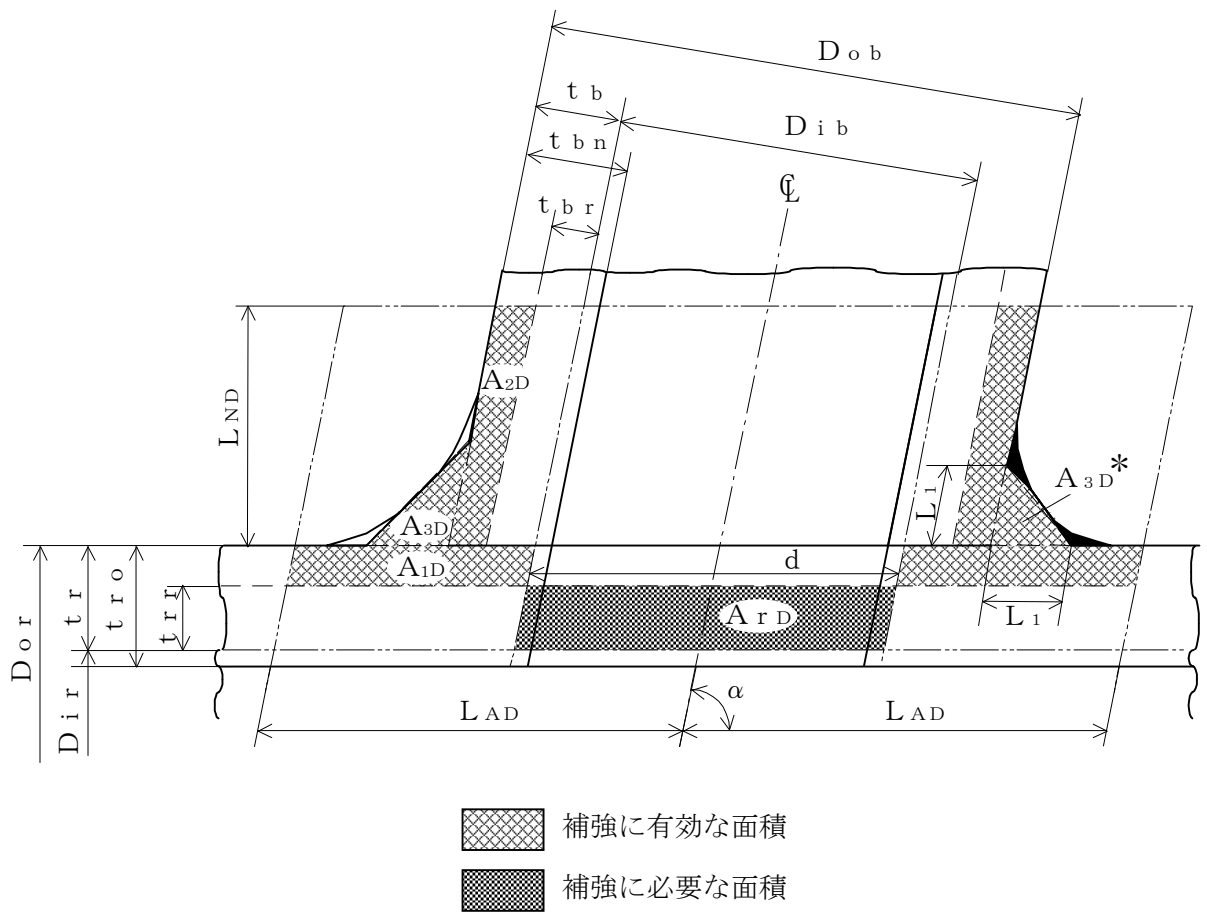 Dob
tb
Dib
tbn
℄
tbr
A2D
LND
A3D*
L1
A3D
A1D
d
tr
tro
trr
ArD
L1
Dor
Dir
α
LAD
LAD
補強に有効な面積
補強に必要な面積